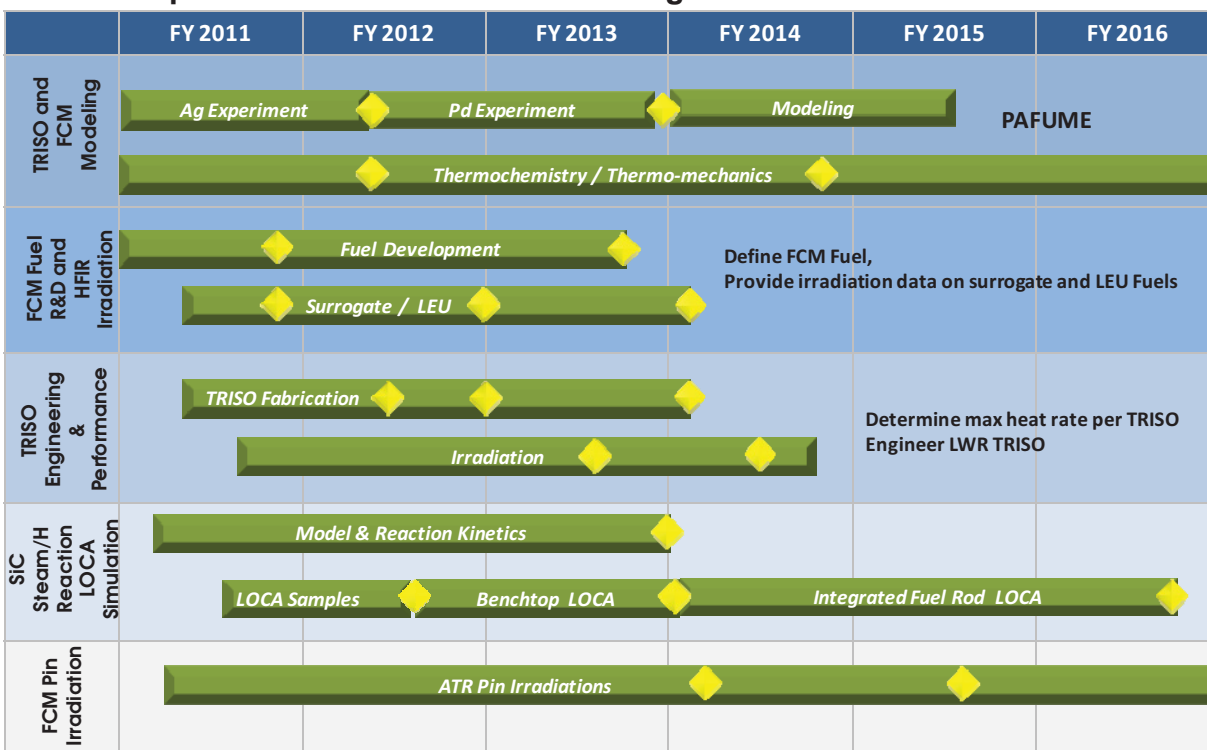 FY 2011 FY 2012 FY 2013 FY 2014 FY 2015 FY 2016
TRISO and
FCM
Modeling
Ag Experiment Pd Experiment Modeling
PAFUME
Thermochemistry / Thermo-mechanics
FCM Fuel
R&D and
HFIR
Irradiation
Fuel Development
Surrogate / LEU
Define FCM Fuel,
Provide irradiation data on surrogate and LEU Fuels
TRISO
Engineering
&
Performance
TRISO Fabrication
Irradiation
Determine max heat rate per TRISO
Engineer LWR TRISO
SiC
Steam/H
Reaction
LOCA
Simulation
Model & Reaction Kinetics
LOCA Samples Benchtop LOCA Integrated Fuel Rod LOCA
FCM Pin
Irradiation
ATR Pin Irradiations